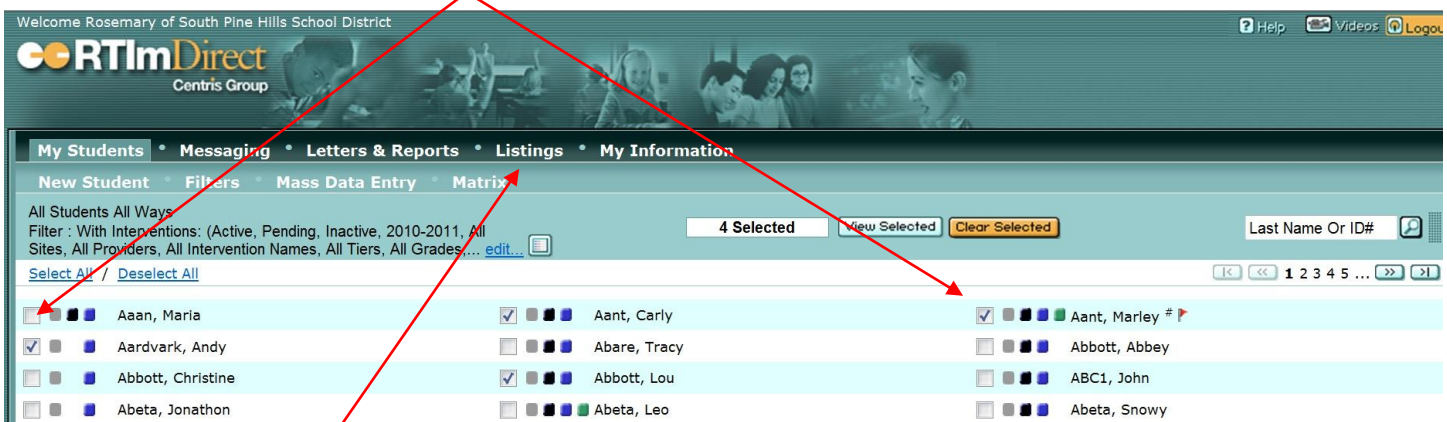 Welcome Rosemary of South Pine Hills School District
Help Videos Logou
RTImDirect
Centris Group
My Students Messaging Letters & Reports Listings My Information
New Student Filters Mass Data Entry Matrix
All Students All Ways
Filter : With Interventions: (Active, Pending, Inactive, 2010-2011, All
Sites, All Providers, All Intervention Names, All Tiers, All Grades,... edit...
4 Selected View Selected Clear Selected
Last Name Or ID#
Select All / Deselect All
1 2 3 4 5 ...
Aaan, Maria
Aant, Carly
Aant, Marley #
Aardvark, Andy
Abare, Tracy
Abbott, Abbey
Abbott, Christine
Abbott, Lou
ABC1, John
Abeta, Jonathon
Abeta, Leo
Abeta, Snowy